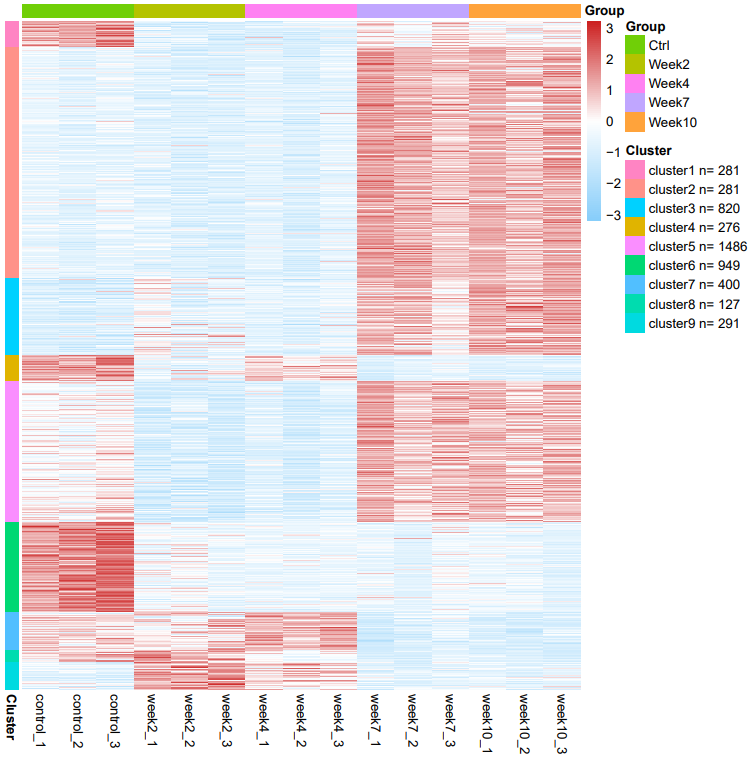 Group
3
2
1
0
−1
−2
−3
Group
Ctrl
Week2
Week4
Week7
Week10
Cluster
cluster1 n= 281
cluster2 n= 281
cluster3 n= 820
cluster4 n= 276
cluster5 n= 1486
cluster6 n= 949
cluster7 n= 400
cluster8 n= 127
cluster9 n= 291
Cluster
control_1
control_2
control_3
week2_1
week2_2
week2_3
week4_1
week4_2
week4_3
week7_1
week7_2
week7_3
week10_1
week10_2
week10_3